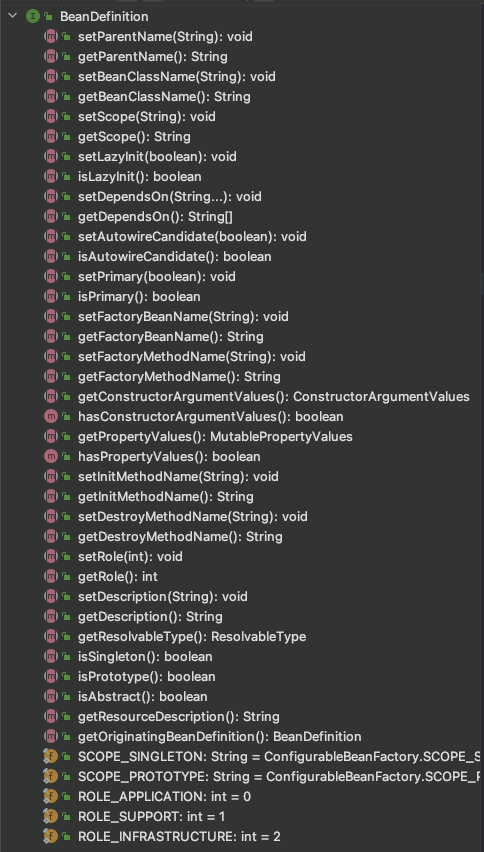 BeanDefinition
setParentName(String): void
getParentName(): String
setBeanClassName(String): void
getBeanClassName(): String
setScope(String): void
getScope(): String
setLazyInit(boolean): void
isLazyInit(): boolean
setDependsOn(String...): void
getDependsOn(): String[]
setAutowireCandidate(boolean): void
isAutowireCandidate(): boolean
setPrimary(boolean): void
isPrimary(): boolean
setFactoryBeanName(String): void
getFactoryBeanName(): String
setFactoryMethodName(String): void
getFactoryMethodName(): String
getConstructorArgumentValues(): ConstructorArgumentValues
hasConstructorArgumentValues(): boolean
getPropertyValues(): MutablePropertyValues
hasPropertyValues(): boolean
setInitMethodName(String): void
getInitMethodName(): String
setDestroyMethodName(String): void
getDestroyMethodName(): String
setRole(int): void
getRole(): int
setDescription(String): void
getDescription(): String
getResolvableType(): ResolvableType
isSingleton(): boolean
isPrototype(): boolean
isAbstract(): boolean
getResourceDescription(): String
getOriginatingBeanDefinition(): BeanDefinition
SCOPE_SINGLETON: String = ConfigurableBeanFactory.SCOPE_S
SCOPE_PROTOTYPE: String = ConfigurableBeanFactory.SCOPE_
ROLE_APPLICATION: int = 0
ROLE_SUPPORT: int = 1
ROLE_INFRASTRUCTURE: int = 2